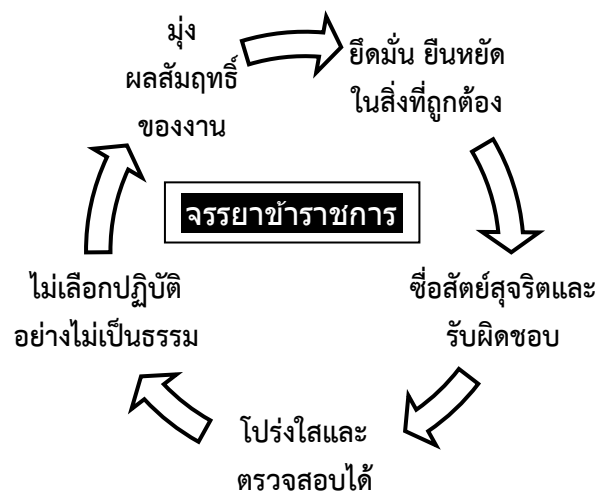 มุ่ง
ผลสัมฤทธิ์
ของงาน
ยึดมั่น ยืนหยัด
ในสิ่งที่ถูกต้อง
จรรยาข้าราชการ
ไม่เลือกปฏิบัติ
อย่างไม่เป็นธรรม
ซื่อสัตย์สุจริตและ
รับผิดชอบ
โปร่งใสและ
ตรวจสอบได้